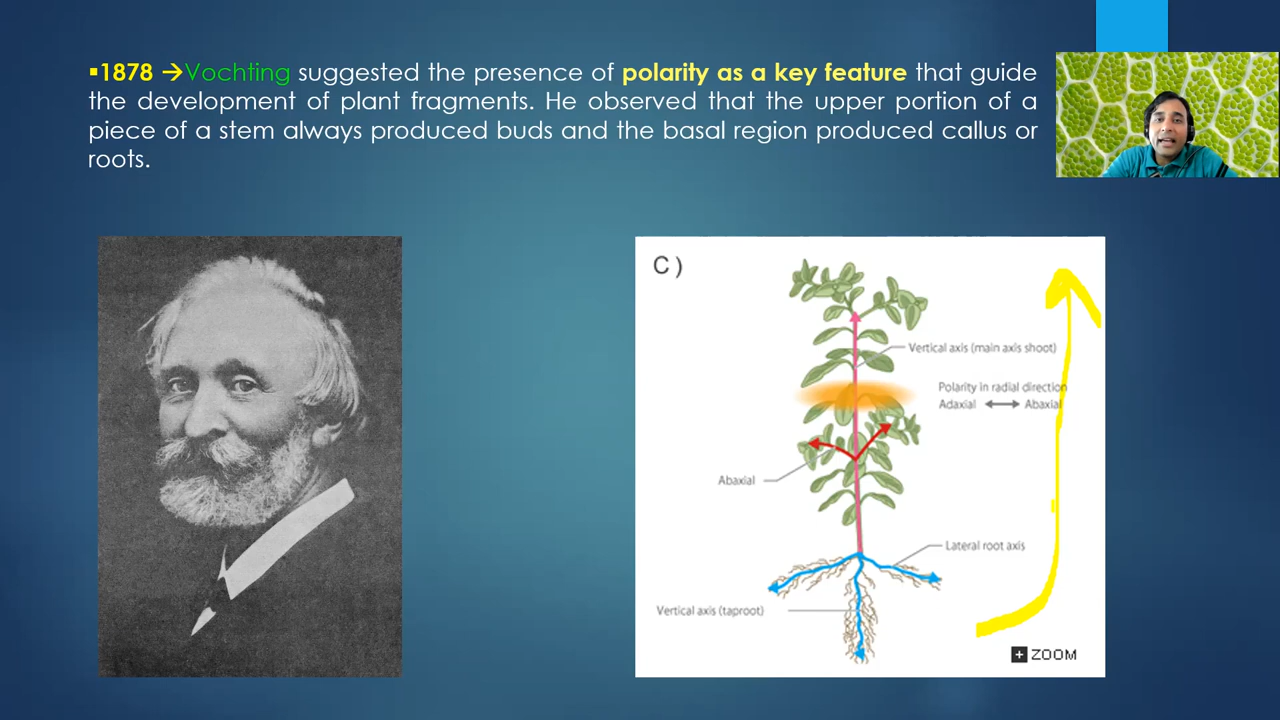 ▪1878 →Vochting suggested the presence of polarity as a key feature that guide
the development of plant fragments. He observed that the upper portion of a
piece of a stem always produced buds and the basal region produced callus or
roots.
C )
Vertical axis (main axis shoot)
Polarity in radial direction
Adaxial ⟷ Abaxial
Abaxial
Lateral root axis
Vertical axis (taproot)
+ ZOOM